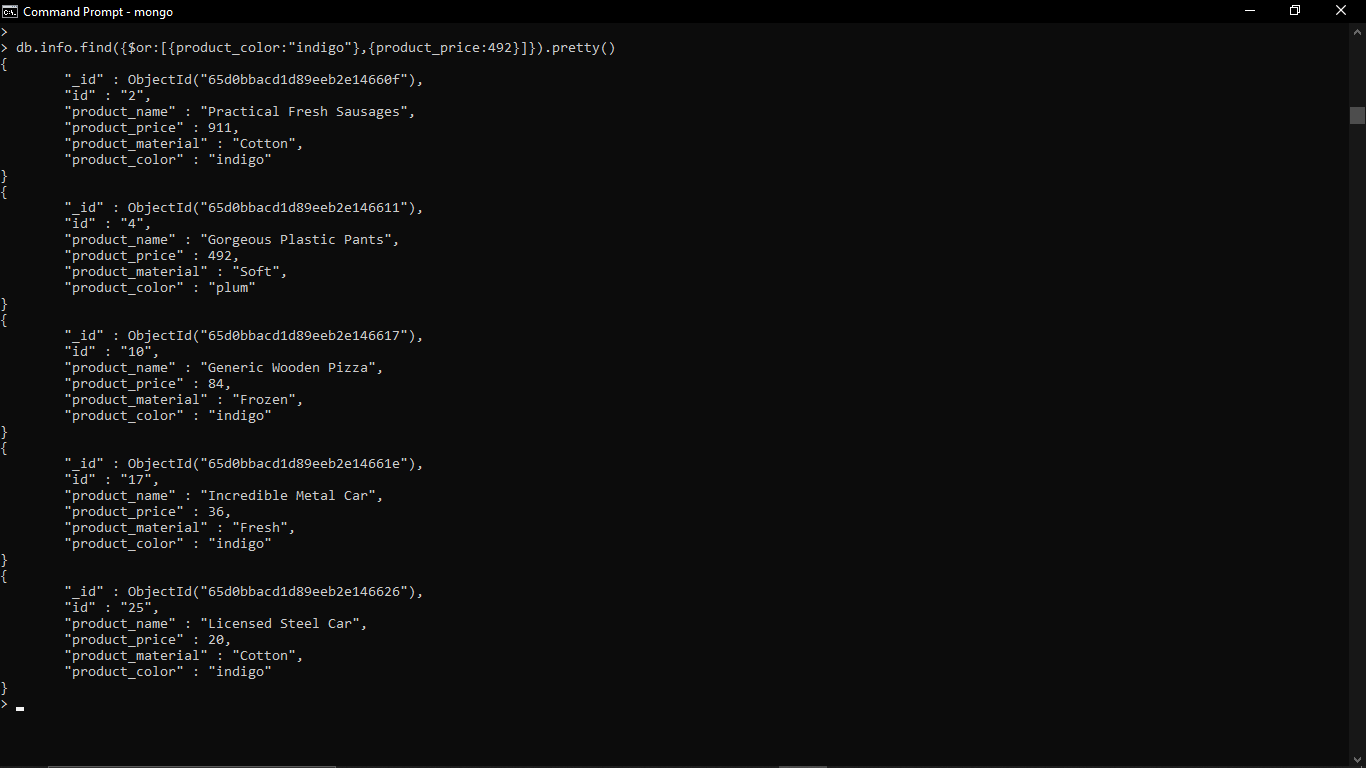 Command Prompt - mongo
>
> db.info.find({$or:[{product_color:"indigo"},{product_price:492}]}).pretty()
{
"_id" : ObjectId("65d0bbacd1d89eeb2e14660f"),
"id" : "2",
"product_name" : "Practical Fresh Sausages",
"product_price" : 911,
"product_material" : "Cotton",
"product_color" : "indigo"
}
{
"_id" : ObjectId("65d0bbacd1d89eeb2e146611"),
"id" : "4",
"product_name" : "Gorgeous Plastic Pants",
"product_price" : 492,
"product_material" : "Soft",
"product_color" : "plum"
}
{
"_id" : ObjectId("65d0bbacd1d89eeb2e146617"),
"id" : "10",
"product_name" : "Generic Wooden Pizza",
"product_price" : 84,
"product_material" : "Frozen",
"product_color" : "indigo"
}
{
"_id" : ObjectId("65d0bbacd1d89eeb2e14661e"),
"id" : "17",
"product_name" : "Incredible Metal Car",
"product_price" : 36,
"product_material" : "Fresh",
"product_color" : "indigo"
}
{
"_id" : ObjectId("65d0bbacd1d89eeb2e146626"),
"id" : "25",
"product_name" : "Licensed Steel Car",
"product_price" : 20,
"product_material" : "Cotton",
"product_color" : "indigo"
}
>